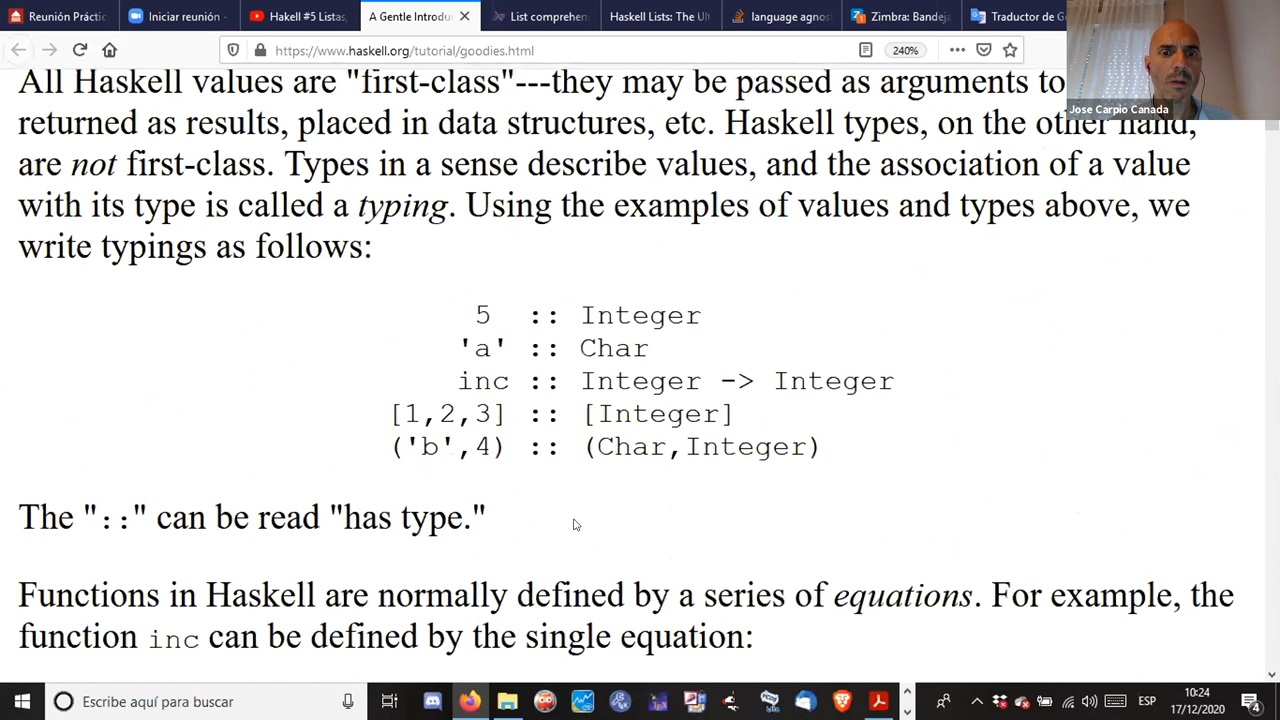 Reunión Práctic
Iniciar reunión -
Hakell #5 Listas,
A Gentle Introdu
List comprehen
Haskell Lists: The Ult
language agnos
Zimbra: Bandeja
Traductor de G
https://www.haskell.org/tutorial/goodies.html
240%
Jose Carpio Canada
All Haskell values are "first-class"---they may be passed as arguments to
returned as results, placed in data structures, etc. Haskell types, on the other hand,
are not first-class. Types in a sense describe values, and the association of a value
with its type is called a typing. Using the examples of values and types above, we
write typings as follows:
5 :: Integer
'a' :: Char
inc :: Integer -> Integer
[1,2,3] :: [Integer]
('b',4) :: (Char,Integer)
The "::" can be read "has type."
Functions in Haskell are normally defined by a series of equations. For example, the
function inc can be defined by the single equation:
Escribe aquí para buscar
ESP
10:24
17/12/2020
4